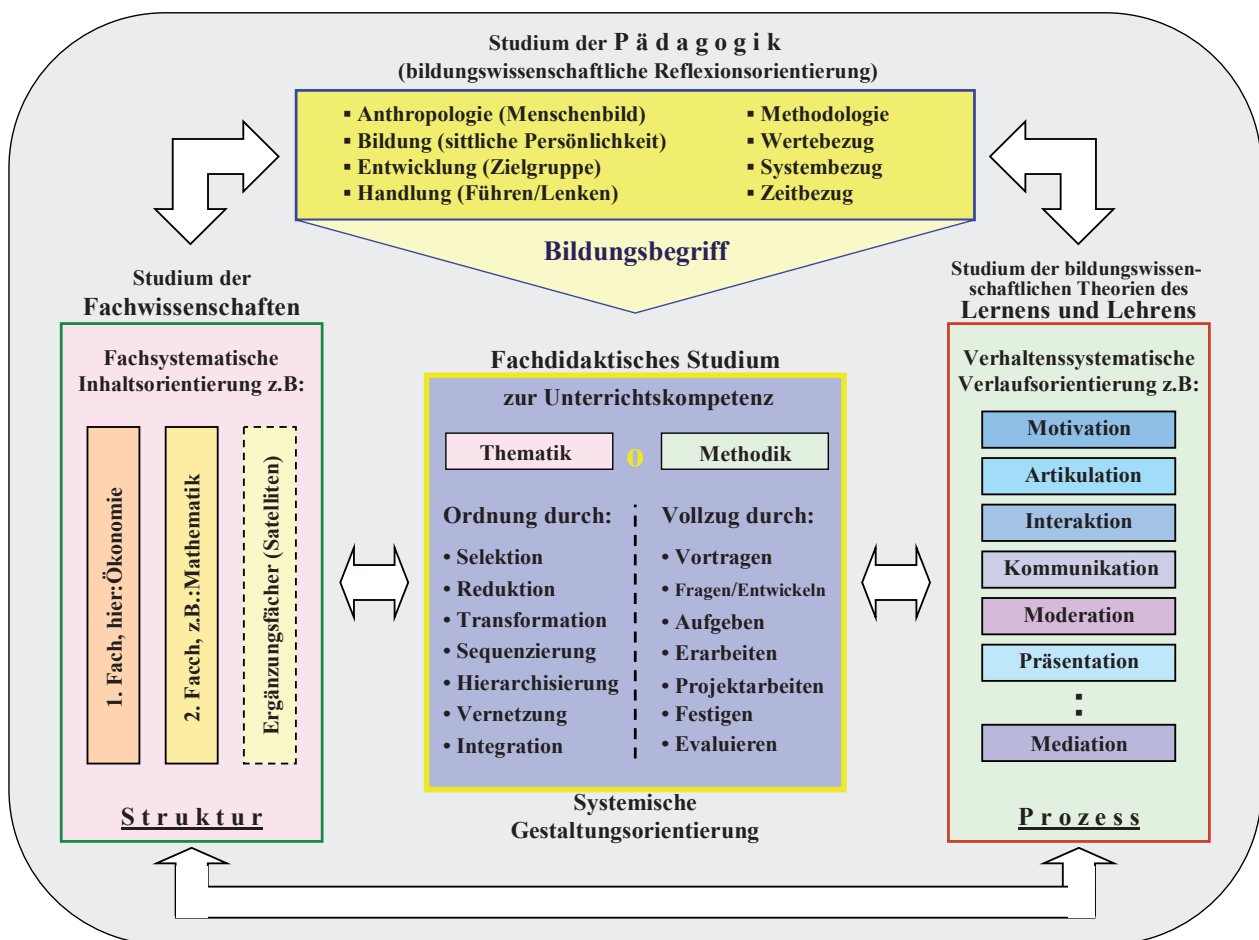 Studium der P ä d a g o g i k
(bildungswissenschaftliche Reflexionsorientierung)
▪ Anthropologie (Menschenbild)
▪ Bildung (sittliche Persönlichkeit)
▪ Entwicklung (Zielgruppe)
▪ Handlung (Führen/Lenken)
▪ Methodologie
▪ Wertebezug
▪ Systembezug
▪ Zeitbezug
Bildungsbegriff
Studium der
Fachwissenschaften
Fachsystematische
Inhaltsorientierung z.B:
1. Fach, hier:Ökonomie
2. Facch, z.B.:Mathematik
Ergänzungsfächer (Satelliten)
S t r u k t u r
Fachdidaktisches Studium
zur Unterrichtskompetenz
Thematik
o
Methodik
Ordnung durch:
• Selektion
• Reduktion
• Transformation
• Sequenzierung
• Hierarchisierung
• Vernetzung
• Integration
Vollzug durch:
• Vortragen
• Fragen/Entwickeln
• Aufgeben
• Erarbeiten
• Projektarbeiten
• Festigen
• Evaluieren
Systemische
Gestaltungsorientierung
Studium der bildungswissen-
schaftlichen Theorien des
Lernens und Lehrens
Verhaltenssystematische
Verlaufsorientierung z.B:
Motivation
Artikulation
Interaktion
Kommunikation
Moderation
Präsentation
:
Mediation
P r o z e s s